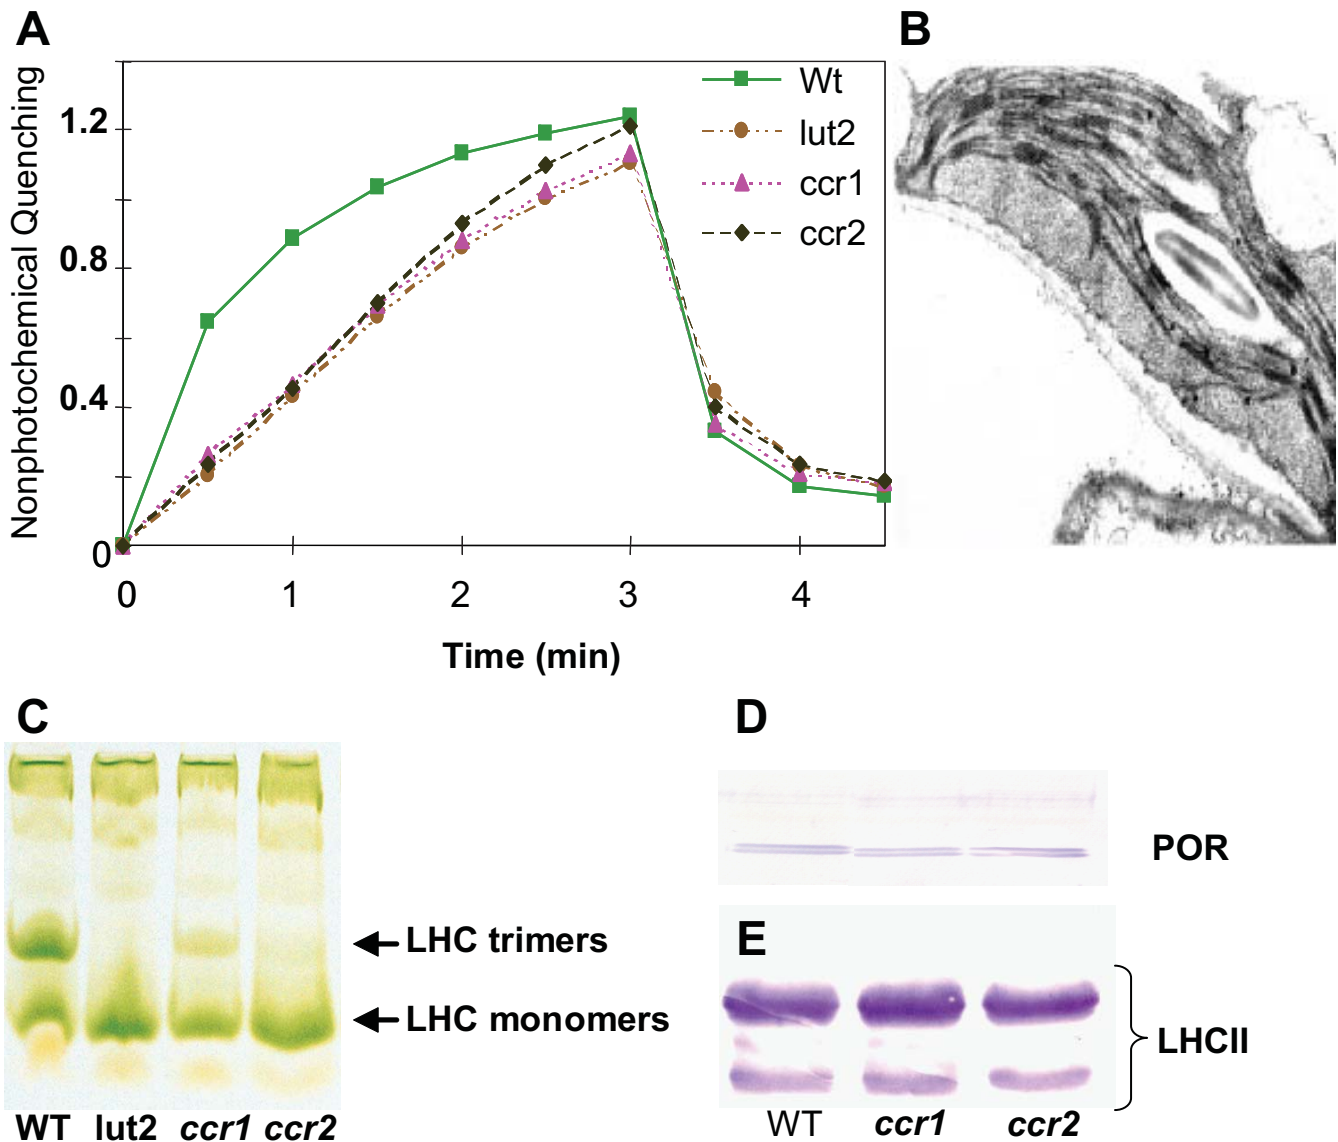 A
B
Nonphotochemical Quenching
1.2
0.8
0.4
0
Wt
lut2
ccr1
ccr2
0 1 2 3 4
Time (min)
C
D
LHC trimers
LHC monomers
WT lut2 ccr1 ccr2
POR
E
LHCII
WT ccr1 ccr2